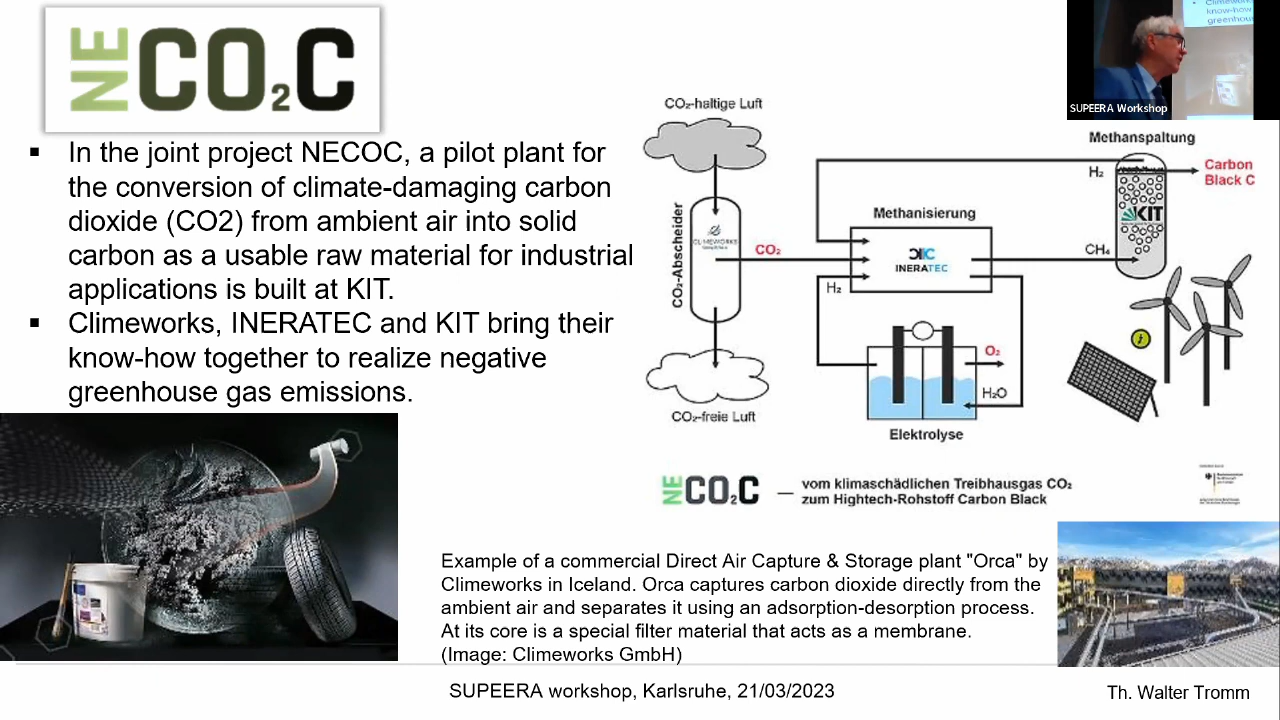 NECO₂C
▪ In the joint project NECOC, a pilot plant for
the conversion of climate-damaging carbon
dioxide (CO2) from ambient air into solid
carbon as a usable raw material for industrial
applications is built at KIT.
▪ Climeworks, INERATEC and KIT bring their
know-how together to realize negative
greenhouse gas emissions.
CO₂-haltige Luft
CO₂-Abscheider
CLIMEWORKS
CO₂
CO₂-freie Luft
Methanisierung
INERATEC
H₂
Elektrolyse
O₂
H₂O
Methanspaltung
H₂
Carbon
Black C
KIT
CH₄
NECO₂C
— vom klimaschädlichen Treibhausgas CO₂
zum Hightech-Rohstoff Carbon Black
Example of a commercial Direct Air Capture & Storage plant "Orca" by
Climeworks in Iceland. Orca captures carbon dioxide directly from the
ambient air and separates it using an adsorption-desorption process.
At its core is a special filter material that acts as a membrane.
(Image: Climeworks GmbH)
SUPEERA workshop, Karlsruhe, 21/03/2023
Th. Walter Tromm
know-how
SUPEERA Workshop